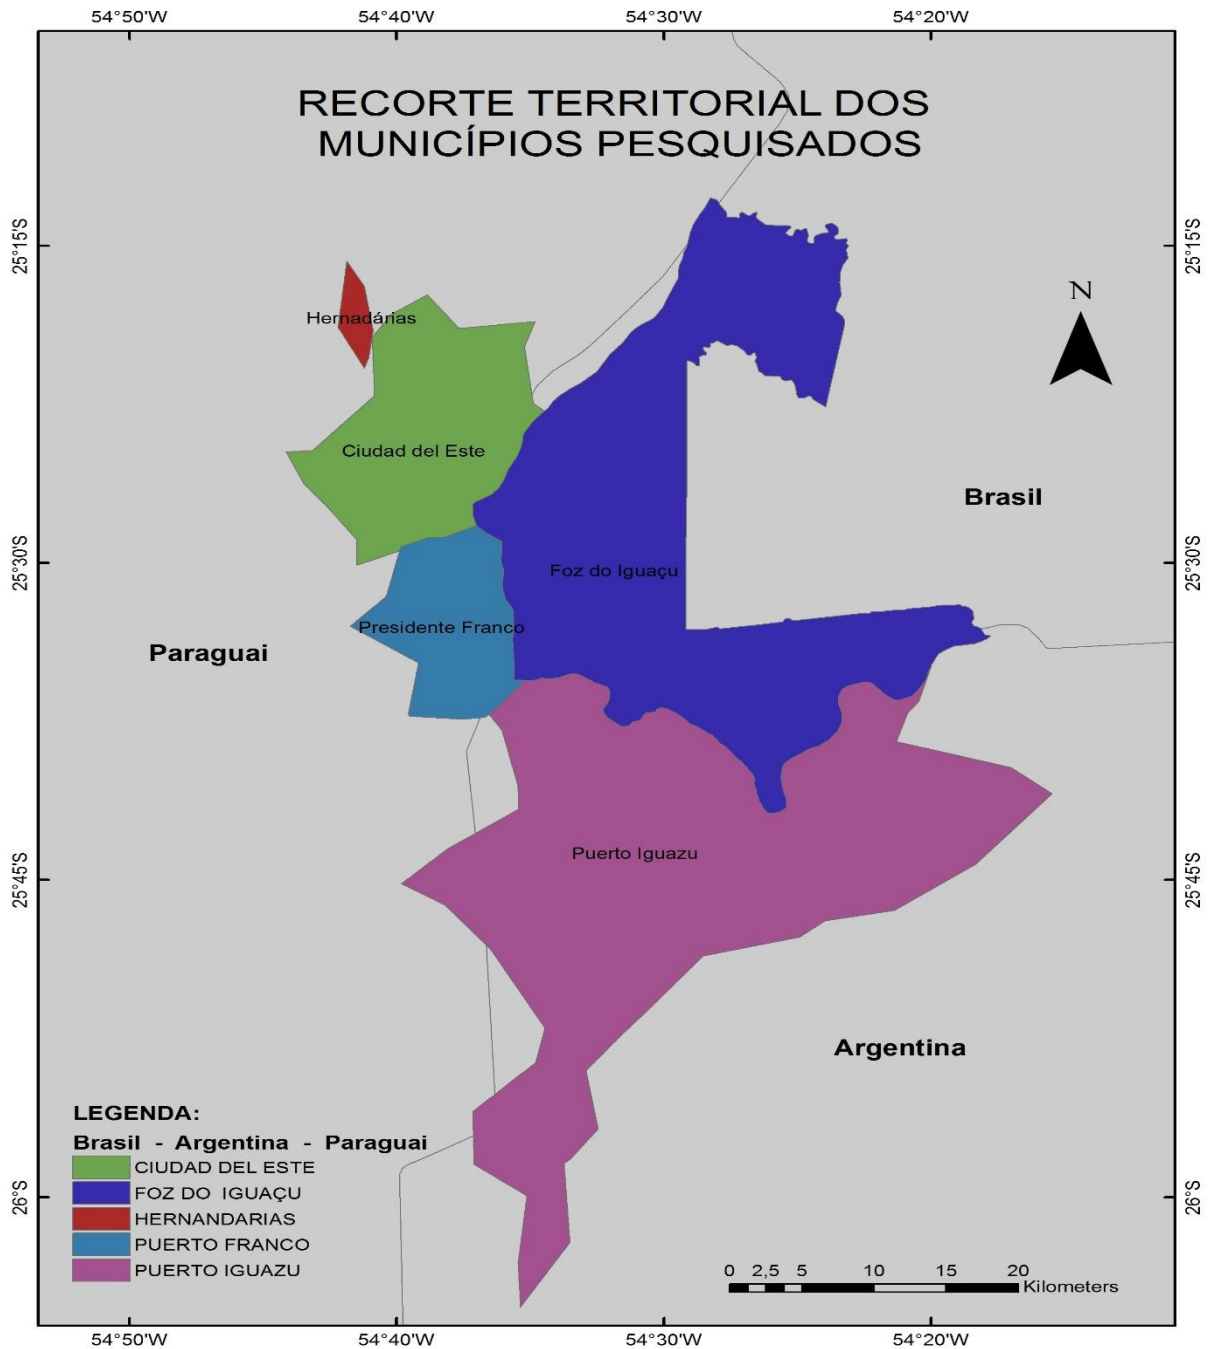 54°50'W 54°40'W 54°30'W 54°20'W
RECORTE TERRITORIAL DOS
MUNICÍPIOS PESQUISADOS
25°15'S 25°15'S
N
Hernadárias
Ciudad del Este
Brasil
25°30'S 25°30'S
Foz do Iguaçu
Presidente Franco
Paraguai
Puerto Iguazu
25°45'S 25°45'S
Argentina
LEGENDA:
Brasil - Argentina - Paraguai
CIUDAD DEL ESTE
FOZ DO IGUAÇU
HERNANDARIAS
PUERTO FRANCO
PUERTO IGUAZU
26°S 26°S
0 2,5 5 10 15 20
Kilometers
54°50'W 54°40'W 54°30'W 54°20'W